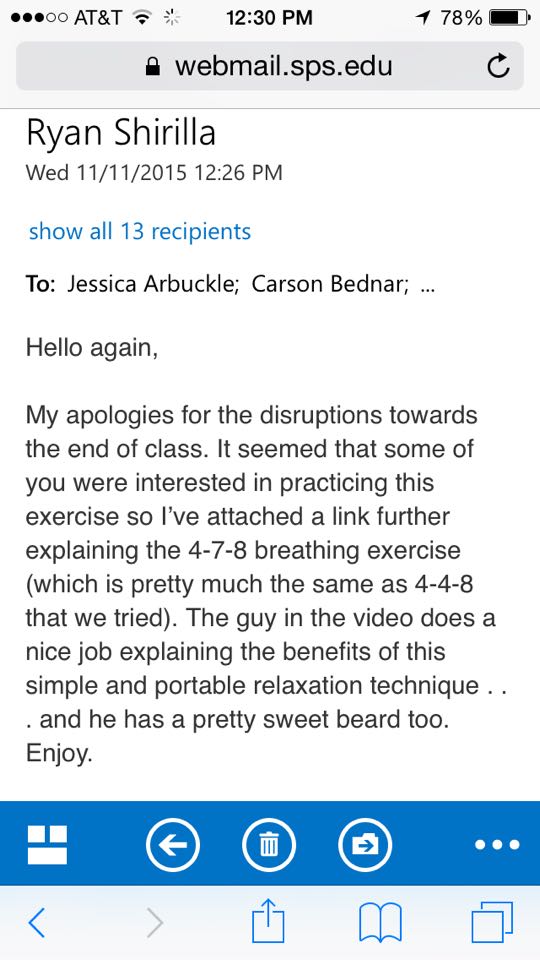 AT&T 12:30 PM 78%
webmail.sps.edu
Ryan Shirilla
Wed 11/11/2015 12:26 PM
show all 13 recipients
To: Jessica Arbuckle; Carson Bednar; ...
Hello again,
My apologies for the disruptions towards
the end of class. It seemed that some of
you were interested in practicing this
exercise so I've attached a link further
explaining the 4-7-8 breathing exercise
(which is pretty much the same as 4-4-8
that we tried). The guy in the video does a
nice job explaining the benefits of this
simple and portable relaxation technique . .
. and he has a pretty sweet beard too.
Enjoy.